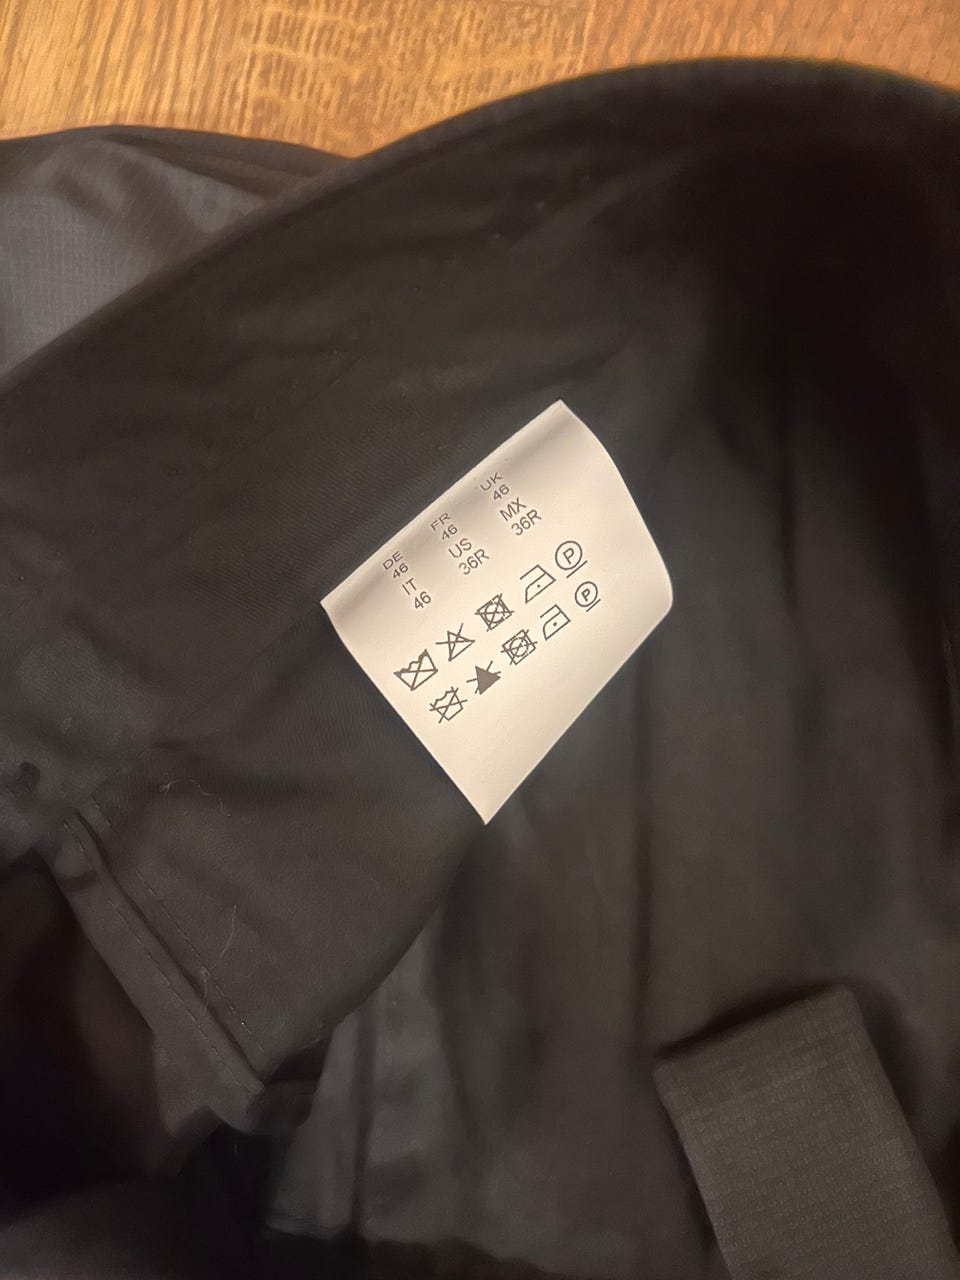 DE FR UK
46 46 46
IT US MX
46 36R 36R
P
P